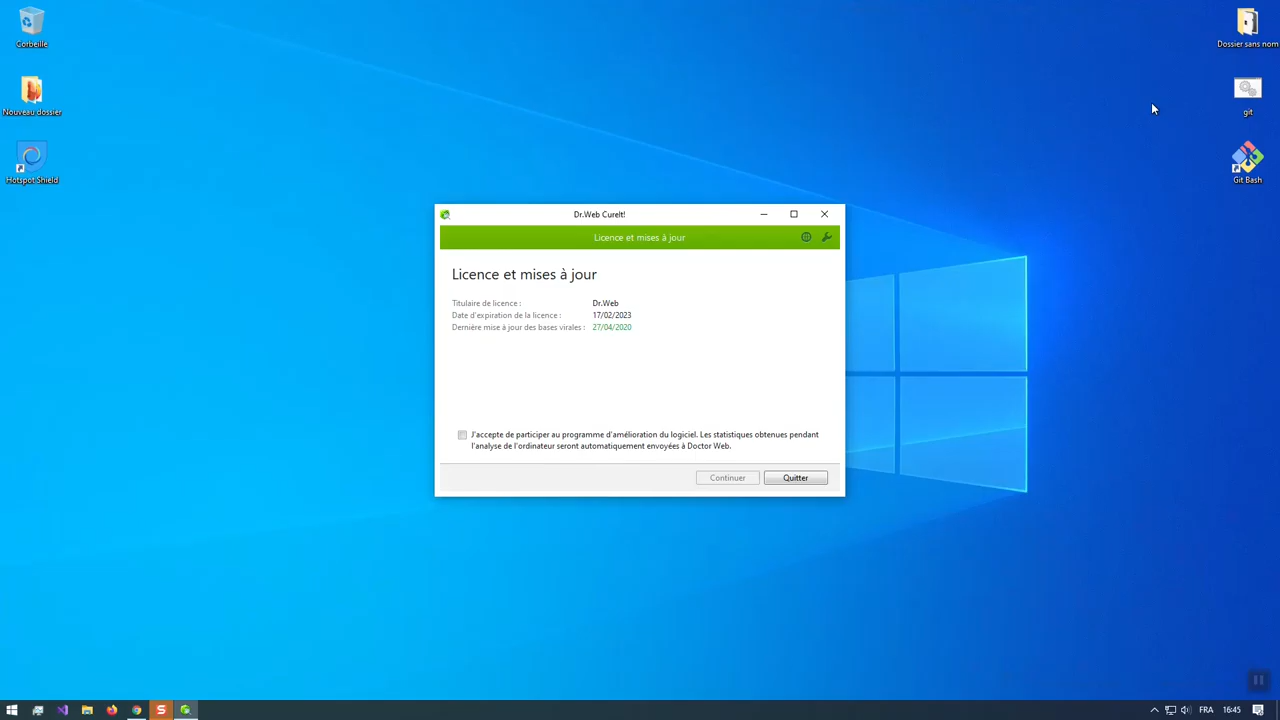 Corbeille
Nouveau dossier
Hotspot Shield
Dossier sans nom
git
Git Bash
Dr.Web CureIt!
Licence et mises à jour
Licence et mises à jour
Titulaire de licence : Dr.Web
Date d'expiration de la licence : 17/02/2023
Dernière mise à jour des bases virales : 27/04/2020
J'accepte de participer au programme d'amélioration du logiciel. Les statistiques obtenues pendant
l'analyse de l'ordinateur seront automatiquement envoyées à Doctor Web.
Continuer Quitter
FRA 16:45